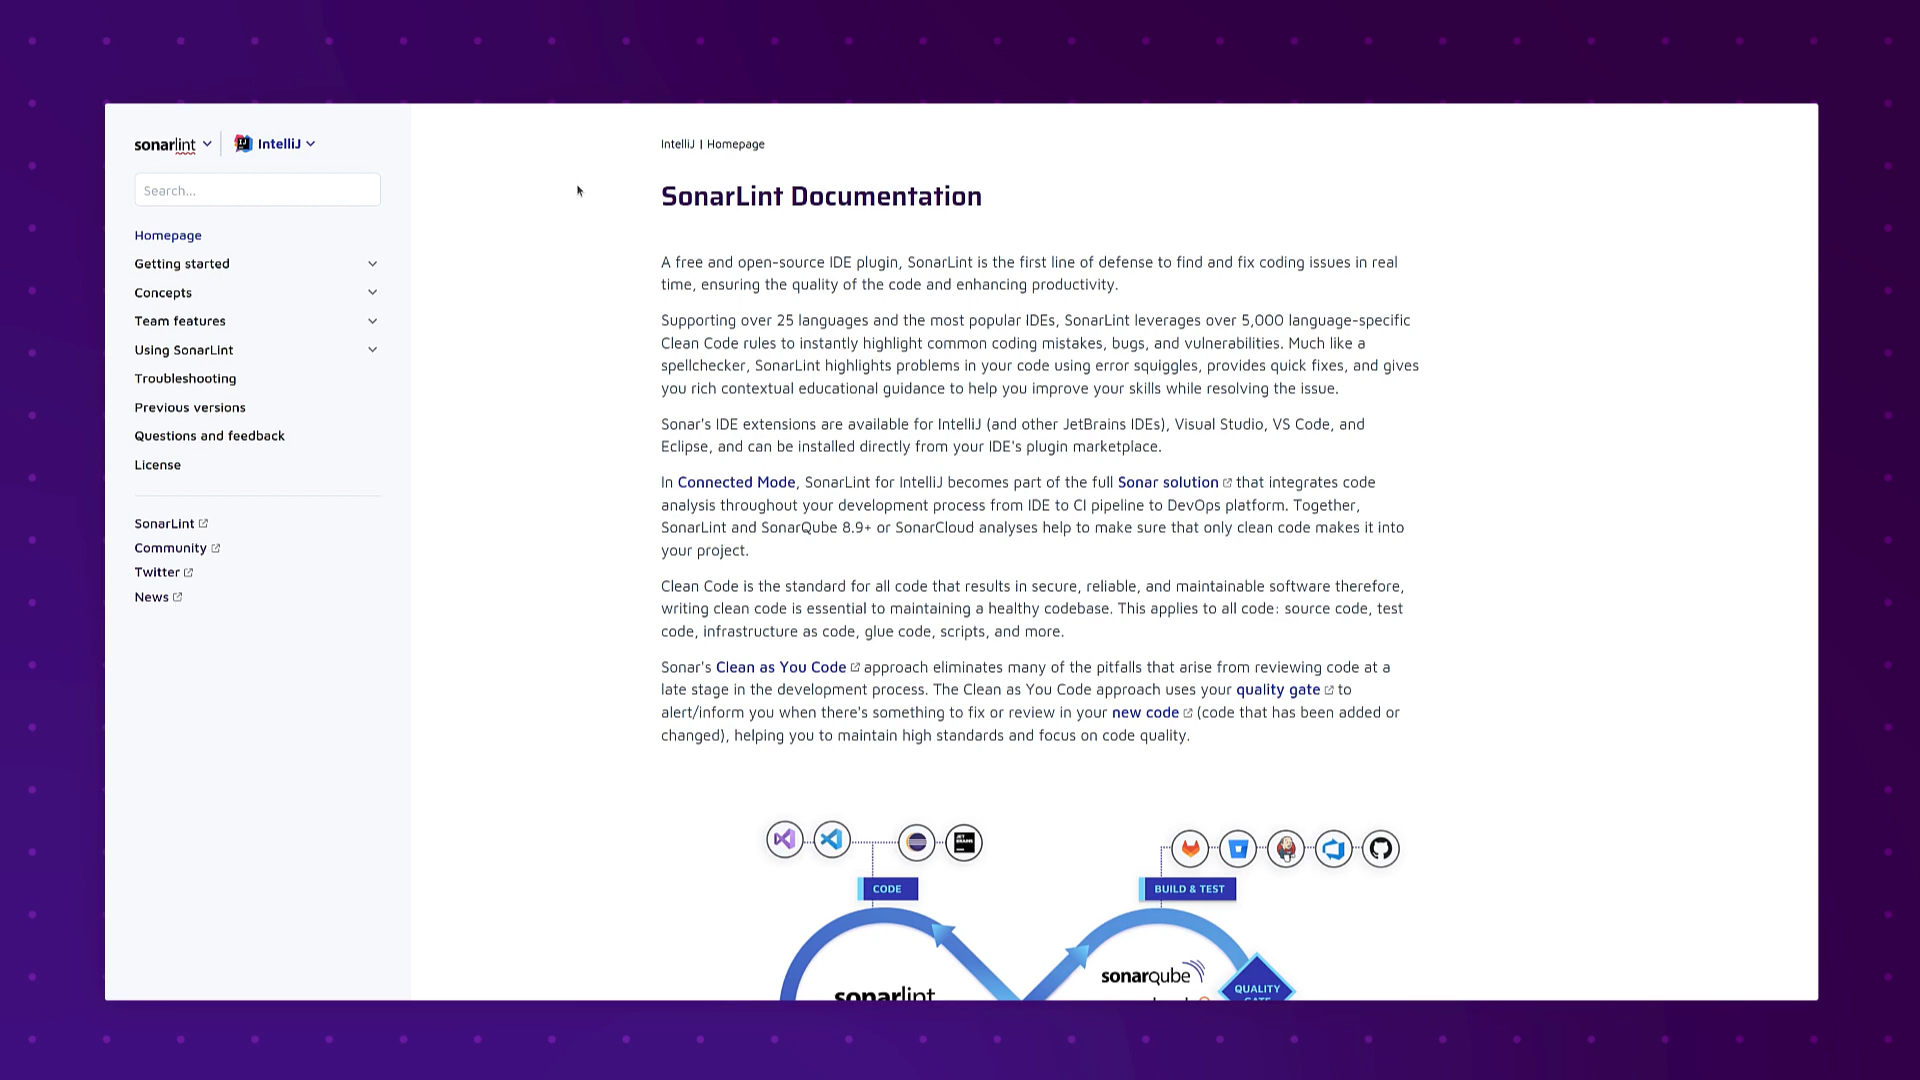 sonarlint
IntelliJ
Search...
Homepage
Getting started
Concepts
Team features
Using SonarLint
Troubleshooting
Previous versions
Questions and feedback
License
SonarLint
Community
Twitter
News
IntelliJ | Homepage
SonarLint Documentation
A free and open-source IDE plugin, SonarLint is the first line of defense to find and fix coding issues in real
time, ensuring the quality of the code and enhancing productivity.
Supporting over 25 languages and the most popular IDEs, SonarLint leverages over 5,000 language-specific
Clean Code rules to instantly highlight common coding mistakes, bugs, and vulnerabilities. Much like a
spellchecker, SonarLint highlights problems in your code using error squiggles, provides quick fixes, and gives
you rich contextual educational guidance to help you improve your skills while resolving the issue.
Sonar's IDE extensions are available for IntelliJ (and other JetBrains IDEs), Visual Studio, VS Code, and
Eclipse, and can be installed directly from your IDE's plugin marketplace.
In Connected Mode, SonarLint for IntelliJ becomes part of the full Sonar solution that integrates code
analysis throughout your development process from IDE to CI pipeline to DevOps platform. Together,
SonarLint and SonarQube 8.9+ or SonarCloud analyses help to make sure that only clean code makes it into
your project.
Clean Code is the standard for all code that results in secure, reliable, and maintainable software therefore,
writing clean code is essential to maintaining a healthy codebase. This applies to all code: source code, test
code, infrastructure as code, glue code, scripts, and more.
Sonar's Clean as You Code approach eliminates many of the pitfalls that arise from reviewing code at a
late stage in the development process. The Clean as You Code approach uses your quality gate to
alert/inform you when there's something to fix or review in your new code (code that has been added or
changed), helping you to maintain high standards and focus on code quality.
JET
BRAINS
CODE
BUILD & TEST
sonarlint
sonarqube
QUALITY